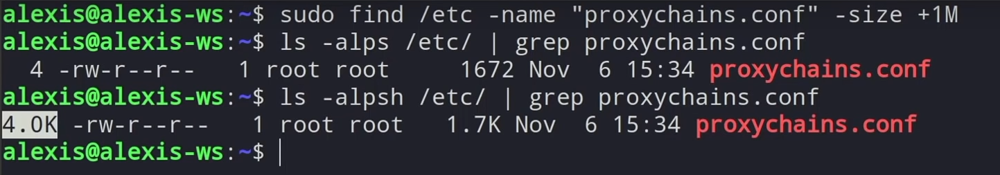 alexis@alexis-ws:~$ sudo find /etc -name "proxychains.conf" -size +1M
alexis@alexis-ws:~$ ls -alps /etc/ | grep proxychains.conf
4 -rw-r--r-- 1 root root 1672 Nov 6 15:34 proxychains.conf
alexis@alexis-ws:~$ ls -alpsh /etc/ | grep proxychains.conf
4.0K -rw-r--r-- 1 root root 1.7K Nov 6 15:34 proxychains.conf
alexis@alexis-ws:~$